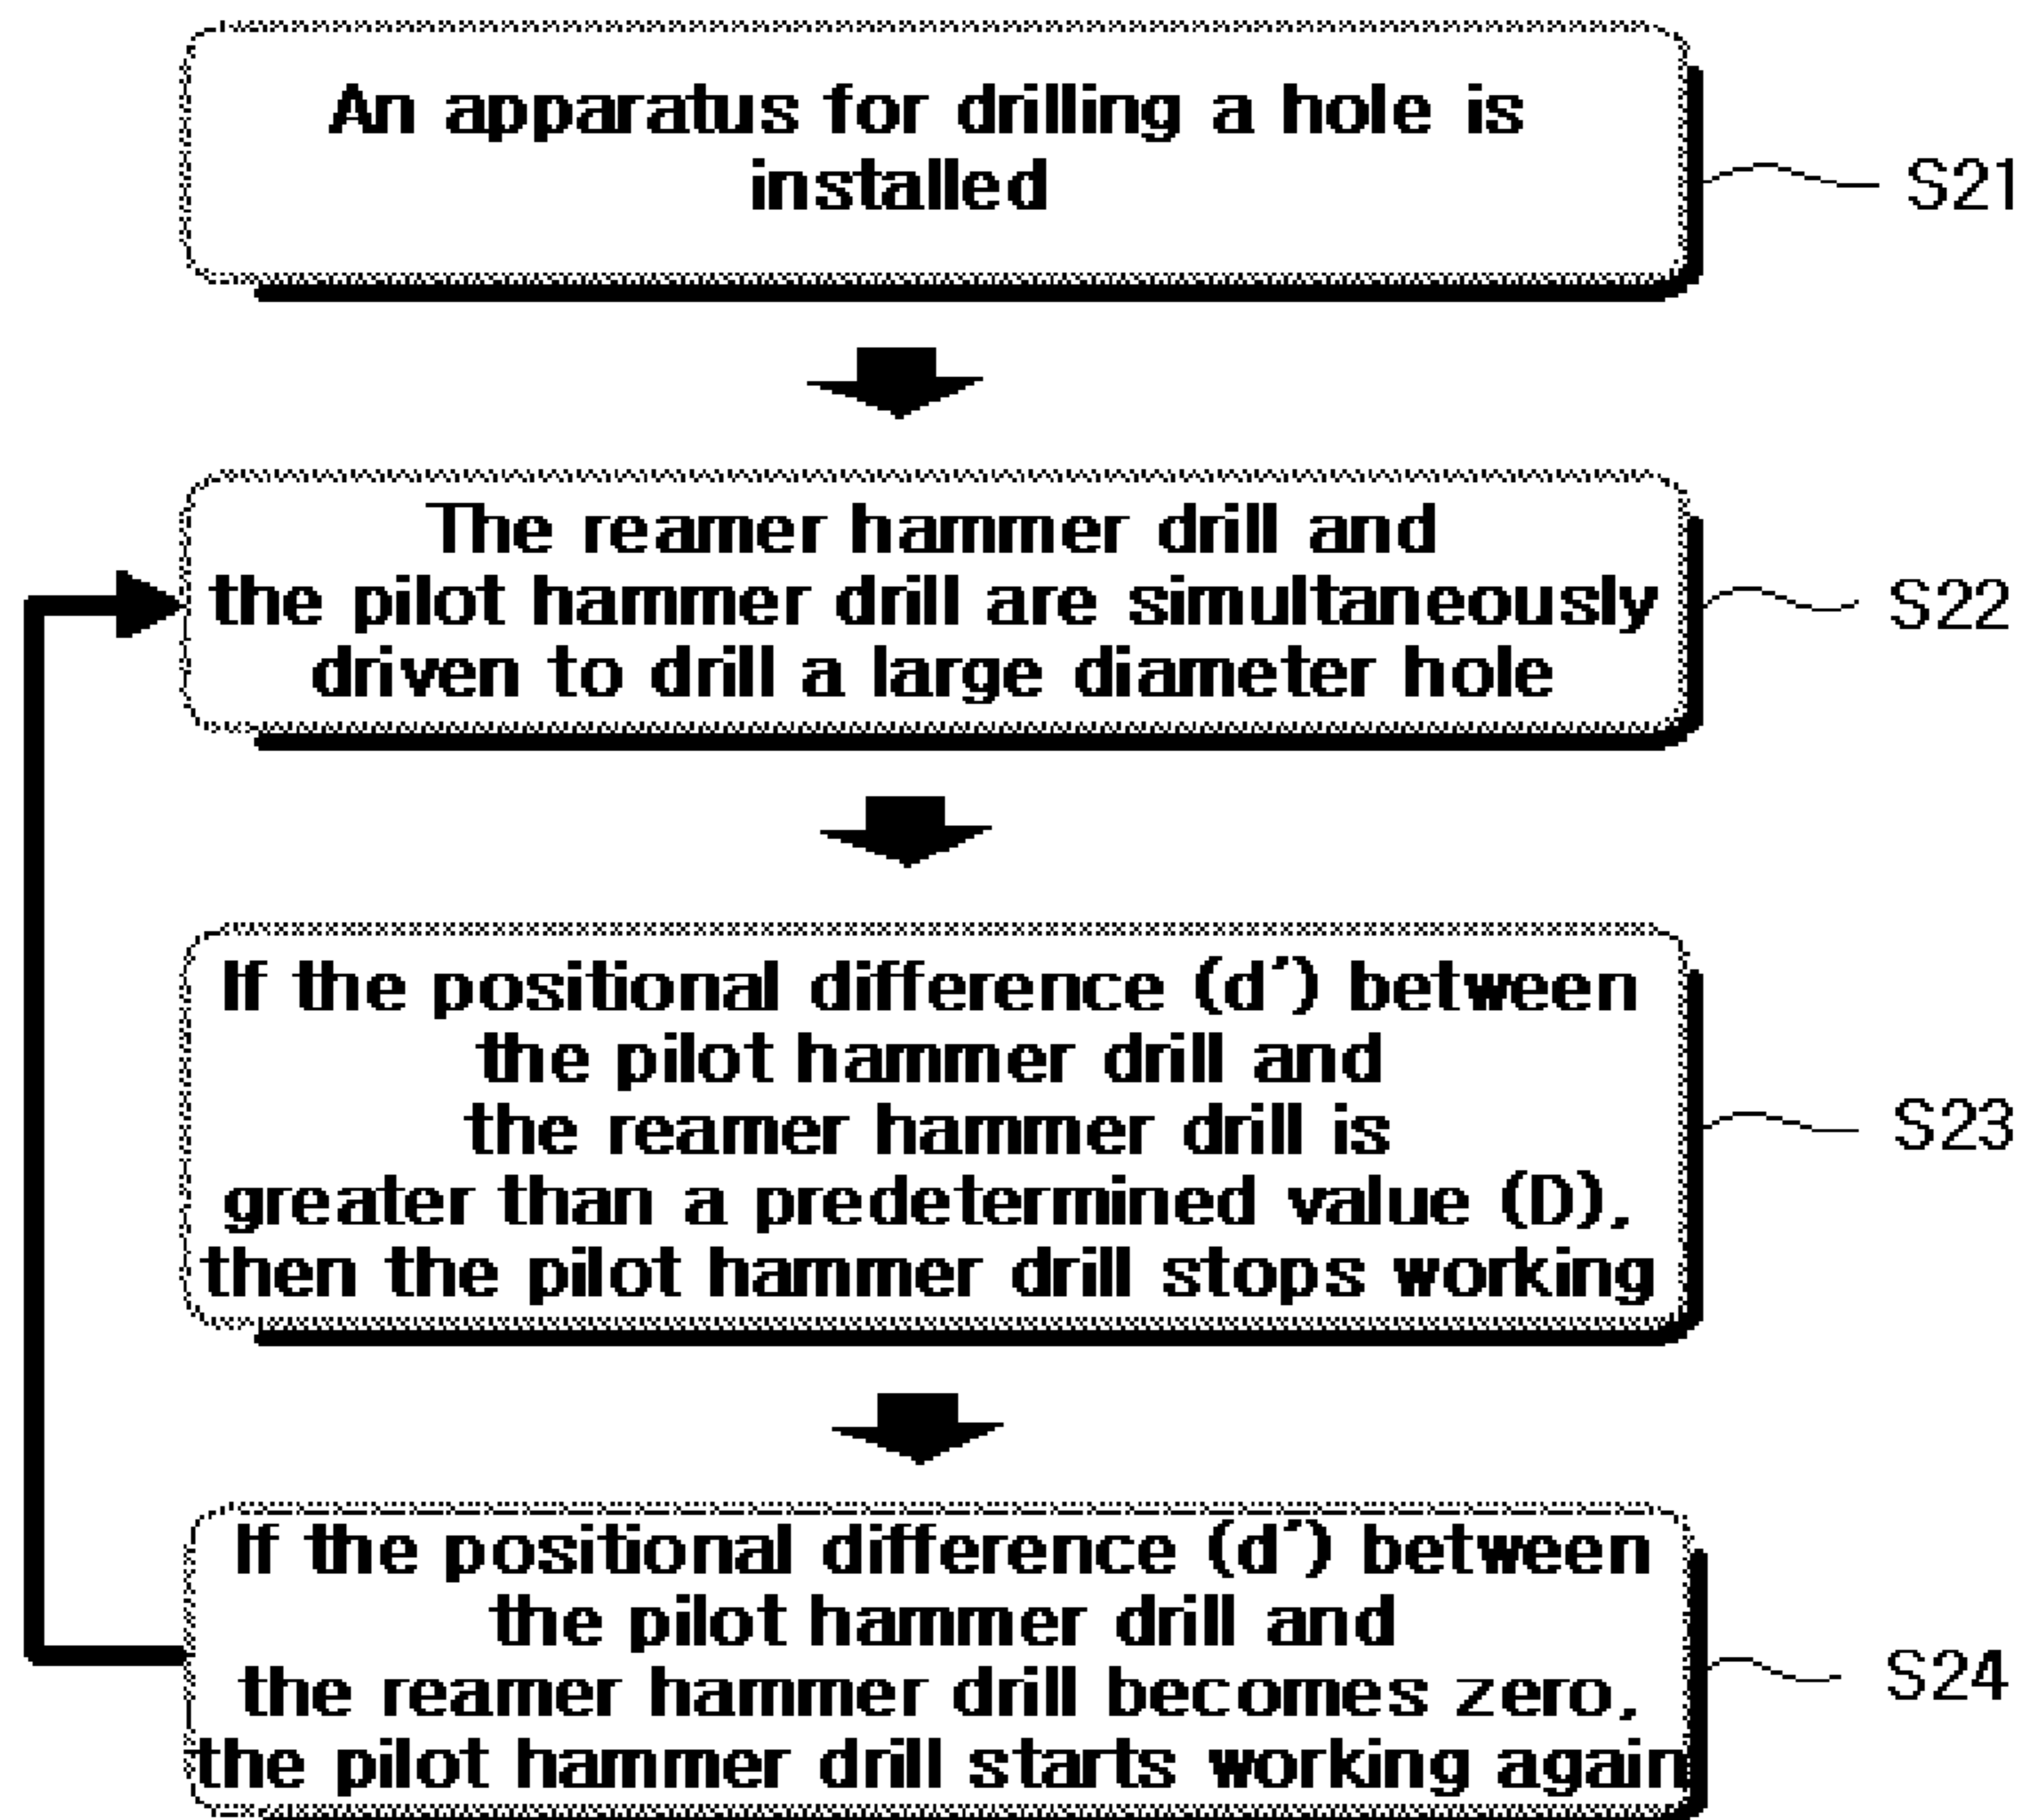 An apparatus for drilling a hole is
installed
S21
The reamer hammer drill and
the pilot hammer drill are simultaneously
driven to drill a large diameter hole
S22
If the positional difference (d') between
the pilot hammer drill and
the reamer hammer drill is
greater than a predetermined value (D),
then the pilot hammer drill stops working
S23
If the positional difference (d') between
the pilot hammer drill and
the reamer hammer drill becomes zero,
the pilot hammer drill starts working again
S24